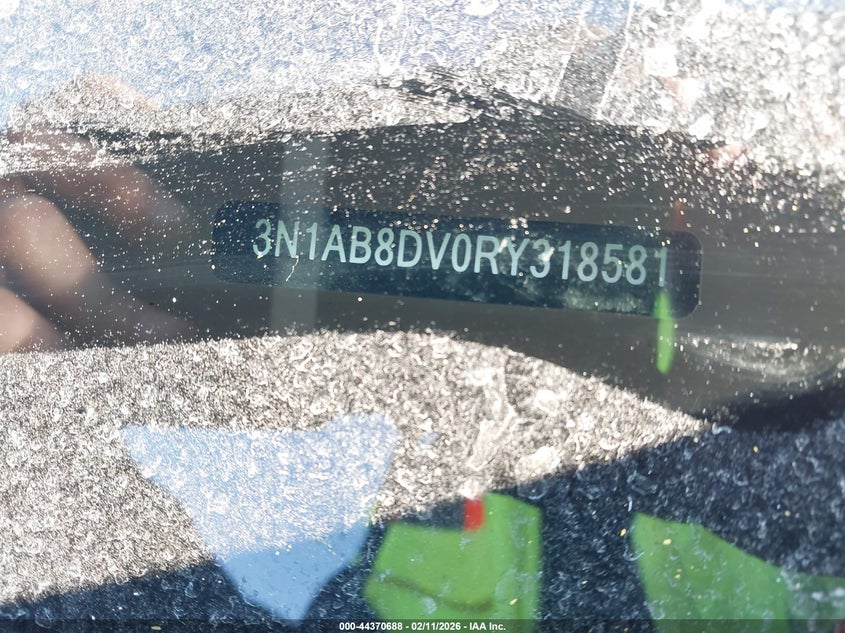 3N1AB8DV0RY318581
000-44370688 - 02/11/2026 - IAA Inc.